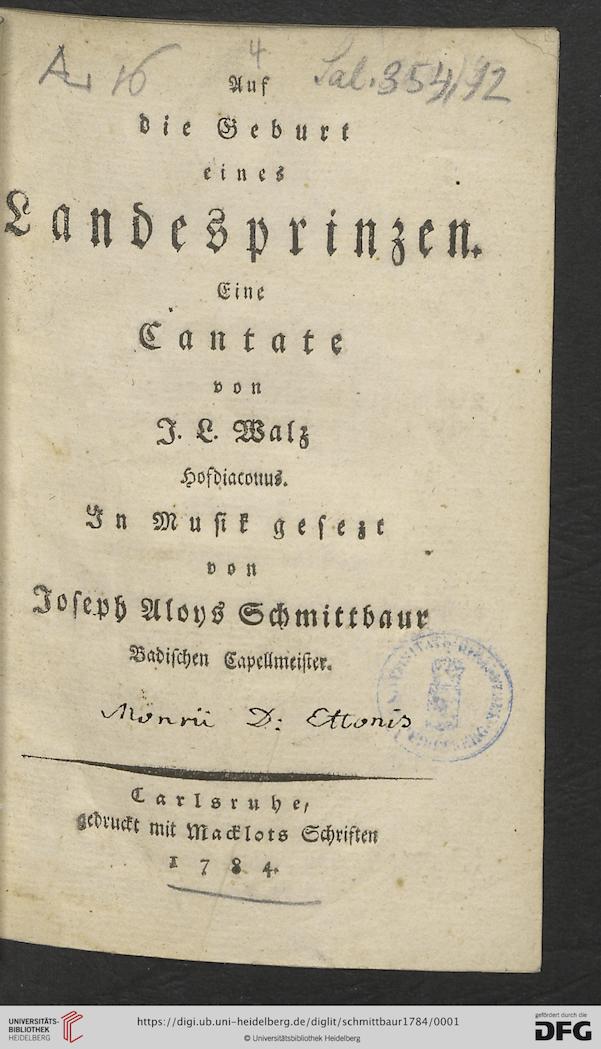 A 16
4
Sal. 354/92
Auf
die Geburt
eines
Landesprinzen.
Eine
Cantate
von
J. L. Walz
Hofdiaconus.
In Musik gesezt
von
Joseph Aloys Schmittbaur
Badischen Capellmeister.
D: Ettonis
Carlsruhe,
gedruckt mit Macklots Schriften
1784.
UNIVERSITÄTS-
BIBLIOTHEK
HEIDELBERG
https://digi.ub.uni-heidelberg.de/diglit/schmittbaur1784/0001
© Universitätsbibliothek Heidelberg
gefördert durch die
DFG